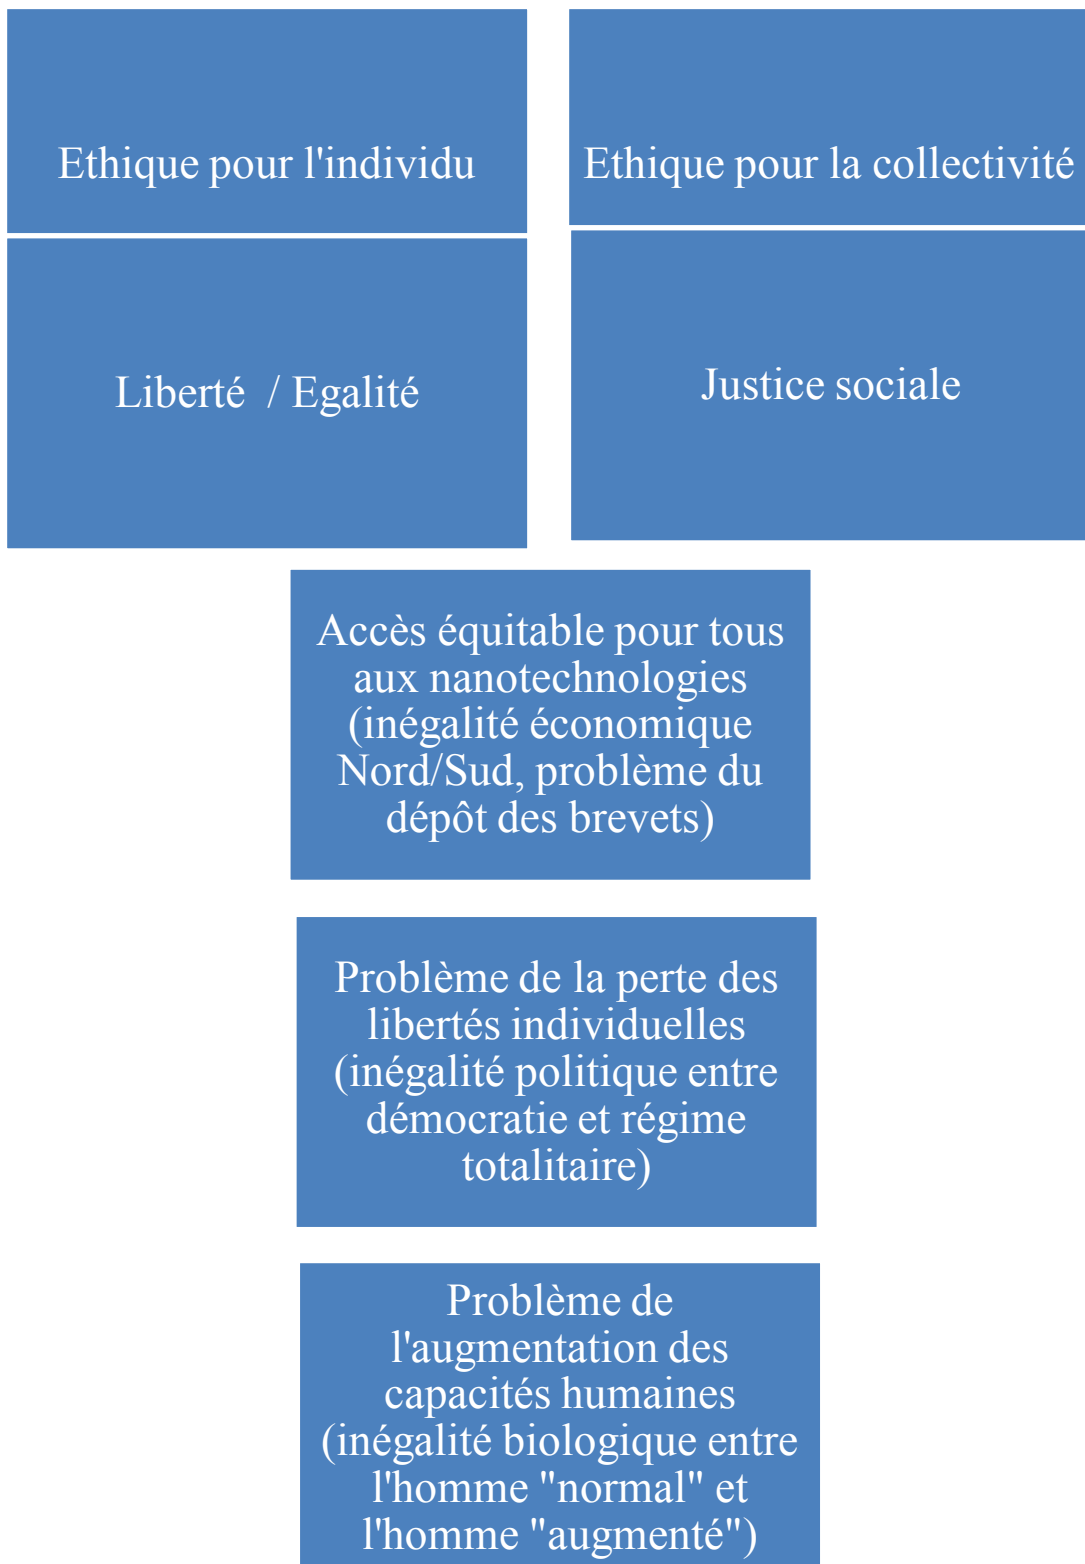 Ethique pour l'individu
Ethique pour la collectivité
Liberté / Egalité
Justice sociale
Accès équitable pour tous
aux nanotechnologies
(inégalité économique
Nord/Sud, problème du
dépôt des brevets)
Problème de la perte des
libertés individuelles
(inégalité politique entre
démocratie et régime
totalitaire)
Problème de
l'augmentation des
capacités humaines
(inégalité biologique entre
l'homme "normal" et
l'homme "augmenté")